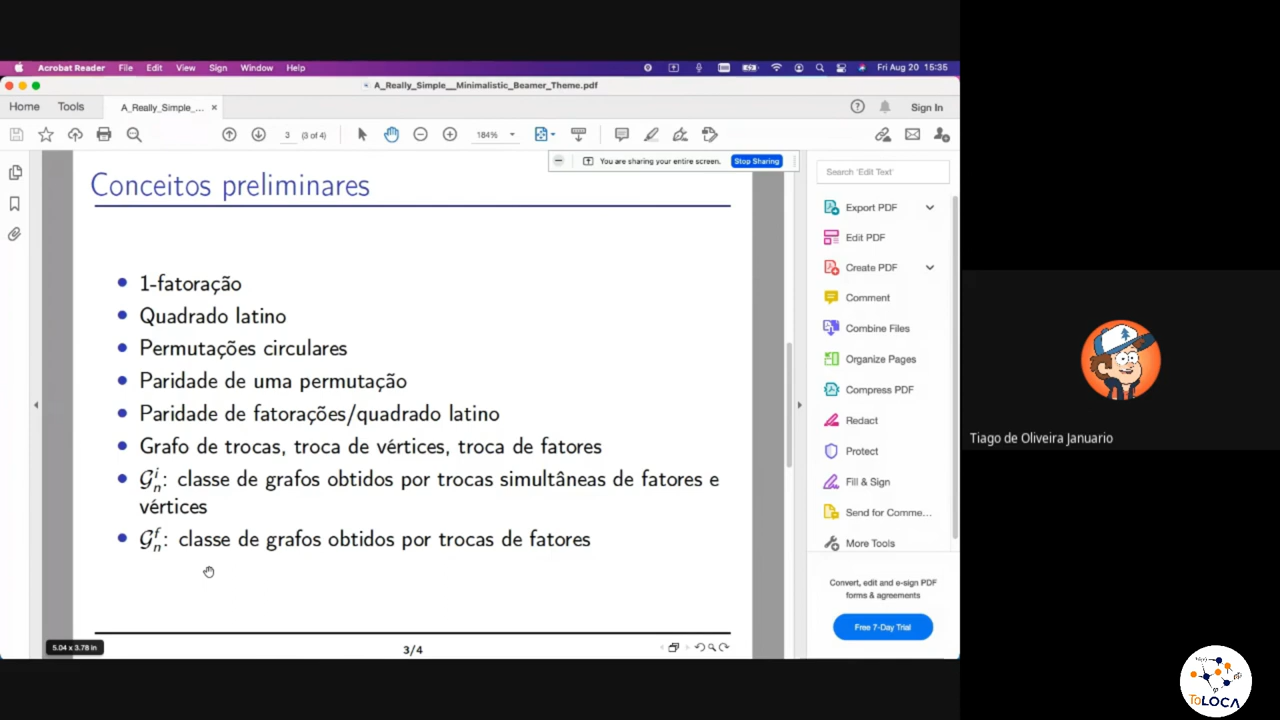 Acrobat Reader File Edit View Sign Window Help Fri Aug 20 15:35
A_Really_Simple__Minimalistic_Beamer_Theme.pdf
Home Tools A_Really_Simple_... × Sign In
3 (3 of 4) 184%
You are sharing your entire screen. Stop Sharing
Conceitos preliminares
• 1-fatoração
• Quadrado latino
• Permutações circulares
• Paridade de uma permutação
• Paridade de fatorações/quadrado latino
• Grafo de trocas, troca de vértices, troca de fatores
• 𝒢ⁱₙ: classe de grafos obtidos por trocas simultâneas de fatores e
vértices
• 𝒢ᶠₙ: classe de grafos obtidos por trocas de fatores
5.04 x 3.78 in
3/4
Search 'Edit Text'
Export PDF
Edit PDF
Create PDF
Comment
Combine Files
Organize Pages
Compress PDF
Redact
Protect
Fill & Sign
Send for Comme...
More Tools
Convert, edit and e-sign PDF
forms & agreements
Free 7-Day Trial
Tiago de Oliveira Januario
ToLOCA